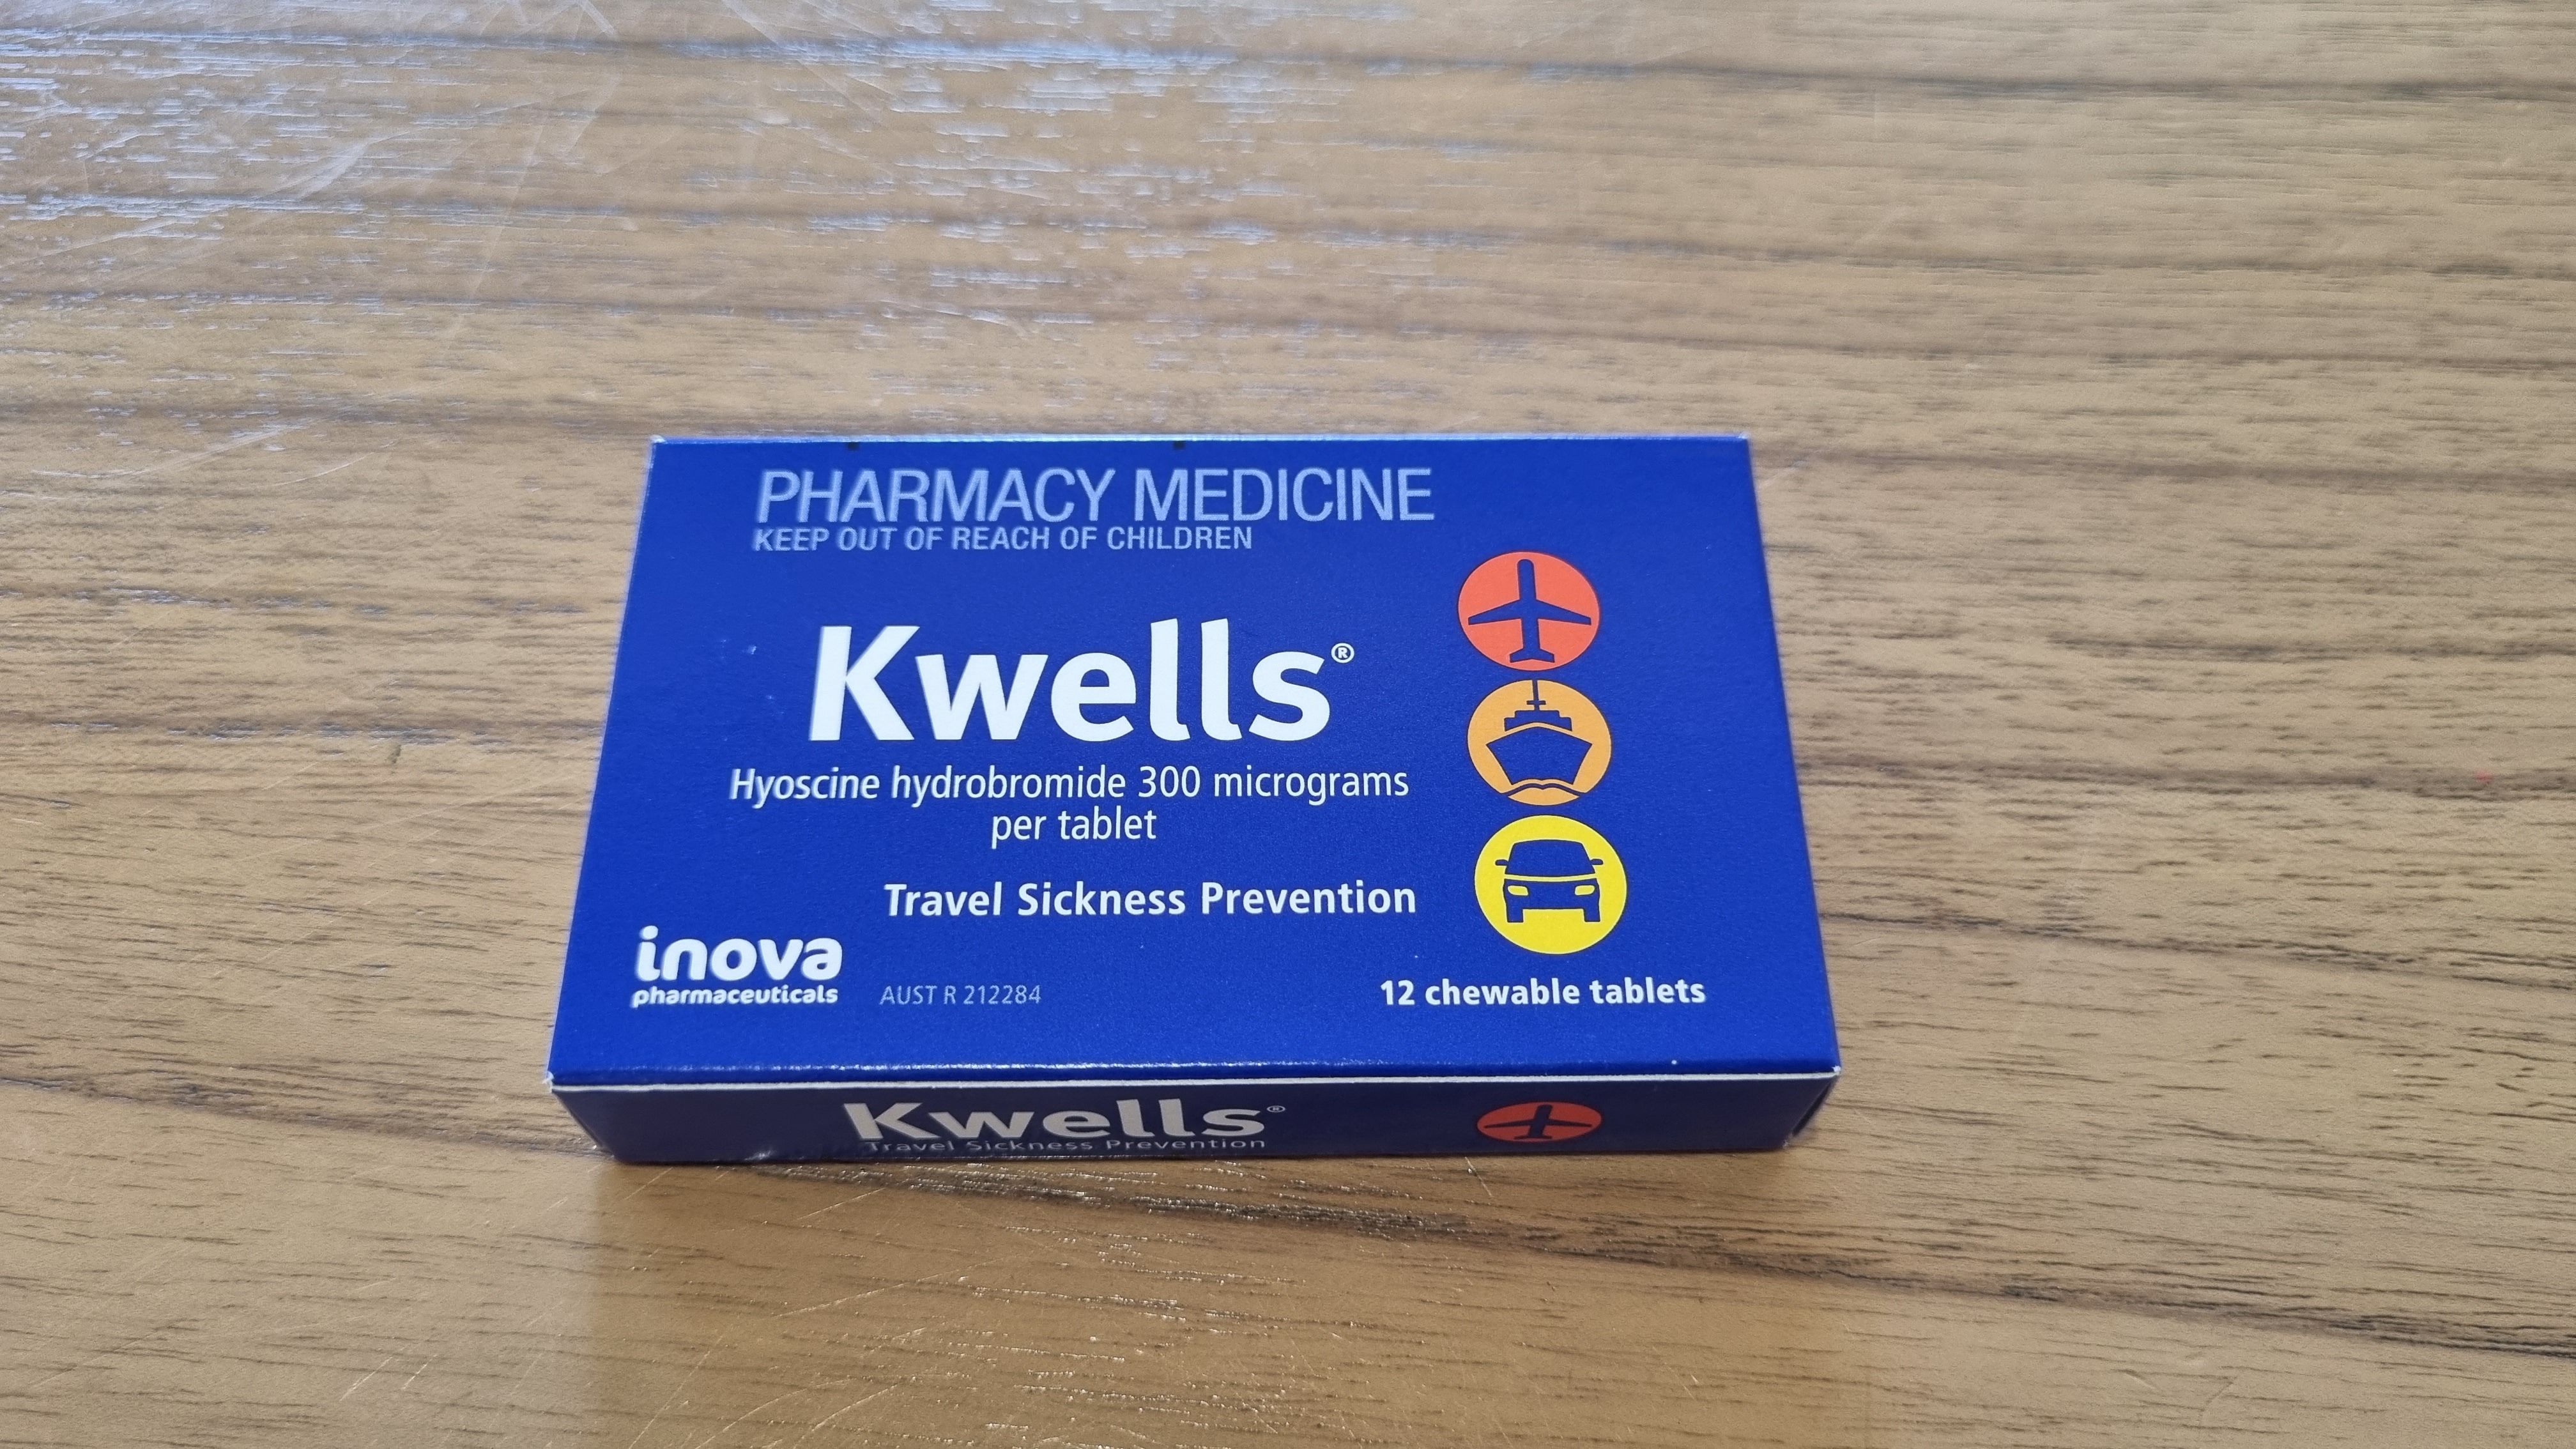 PHARMACY MEDICINE
KEEP OUT OF REACH OF CHILDREN
Kwells®
Hyoscine hydrobromide 300 micrograms
per tablet
Travel Sickness Prevention
inova
pharmaceuticals
AUST R 212284
12 chewable tablets
Kwells®
Travel Sickness Prevention